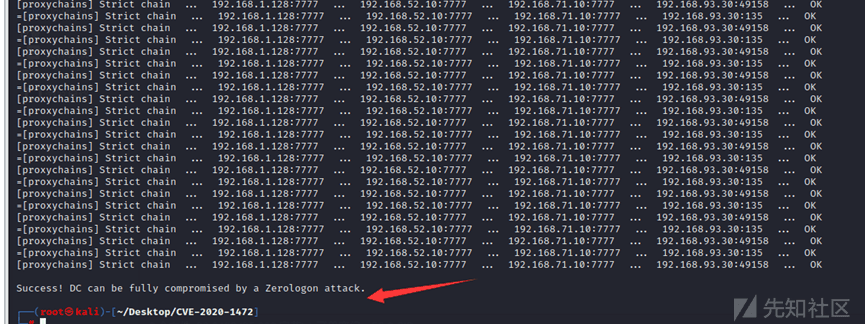 [proxychains] Strict chain ... 192.168.1.128:7777 ... 192.168.52.10:7777 ... 192.168.71.10:7777 ... 192.168.93.30:49158 ... OK
=[proxychains] Strict chain ... 192.168.1.128:7777 ... 192.168.52.10:7777 ... 192.168.71.10:7777 ... 192.168.93.30:135 ... OK
[proxychains] Strict chain ... 192.168.1.128:7777 ... 192.168.52.10:7777 ... 192.168.71.10:7777 ... 192.168.93.30:49158 ... OK
=[proxychains] Strict chain ... 192.168.1.128:7777 ... 192.168.52.10:7777 ... 192.168.71.10:7777 ... 192.168.93.30:135 ... OK
[proxychains] Strict chain ... 192.168.1.128:7777 ... 192.168.52.10:7777 ... 192.168.71.10:7777 ... 192.168.93.30:49158 ... OK
=[proxychains] Strict chain ... 192.168.1.128:7777 ... 192.168.52.10:7777 ... 192.168.71.10:7777 ... 192.168.93.30:135 ... OK
[proxychains] Strict chain ... 192.168.1.128:7777 ... 192.168.52.10:7777 ... 192.168.71.10:7777 ... 192.168.93.30:49158 ... OK
=[proxychains] Strict chain ... 192.168.1.128:7777 ... 192.168.52.10:7777 ... 192.168.71.10:7777 ... 192.168.93.30:135 ... OK
[proxychains] Strict chain ... 192.168.1.128:7777 ... 192.168.52.10:7777 ... 192.168.71.10:7777 ... 192.168.93.30:49158 ... OK
=[proxychains] Strict chain ... 192.168.1.128:7777 ... 192.168.52.10:7777 ... 192.168.71.10:7777 ... 192.168.93.30:135 ... OK
[proxychains] Strict chain ... 192.168.1.128:7777 ... 192.168.52.10:7777 ... 192.168.71.10:7777 ... 192.168.93.30:49158 ... OK
=[proxychains] Strict chain ... 192.168.1.128:7777 ... 192.168.52.10:7777 ... 192.168.71.10:7777 ... 192.168.93.30:135 ... OK
[proxychains] Strict chain ... 192.168.1.128:7777 ... 192.168.52.10:7777 ... 192.168.71.10:7777 ... 192.168.93.30:49158 ... OK
=[proxychains] Strict chain ... 192.168.1.128:7777 ... 192.168.52.10:7777 ... 192.168.71.10:7777 ... 192.168.93.30:135 ... OK
[proxychains] Strict chain ... 192.168.1.128:7777 ... 192.168.52.10:7777 ... 192.168.71.10:7777 ... 192.168.93.30:49158 ... OK
=[proxychains] Strict chain ... 192.168.1.128:7777 ... 192.168.52.10:7777 ... 192.168.71.10:7777 ... 192.168.93.30:135 ... OK
[proxychains] Strict chain ... 192.168.1.128:7777 ... 192.168.52.10:7777 ... 192.168.71.10:7777 ... 192.168.93.30:49158 ... OK
=[proxychains] Strict chain ... 192.168.1.128:7777 ... 192.168.52.10:7777 ... 192.168.71.10:7777 ... 192.168.93.30:135 ... OK
[proxychains] Strict chain ... 192.168.1.128:7777 ... 192.168.52.10:7777 ... 192.168.71.10:7777 ... 192.168.93.30:49158 ... OK
=[proxychains] Strict chain ... 192.168.1.128:7777 ... 192.168.52.10:7777 ... 192.168.71.10:7777 ... 192.168.93.30:135 ... OK
[proxychains] Strict chain ... 192.168.1.128:7777 ... 192.168.52.10:7777 ... 192.168.71.10:7777 ... 192.168.93.30:49158 ... OK
=[proxychains] Strict chain ... 192.168.1.128:7777 ... 192.168.52.10:7777 ... 192.168.71.10:7777 ... 192.168.93.30:135 ... OK
[proxychains] Strict chain ... 192.168.1.128:7777 ... 192.168.52.10:7777 ... 192.168.71.10:7777 ... 192.168.93.30:49158 ... OK
Success! DC can be fully compromised by a Zerologon attack.
(root㉿kali)-[~/Desktop/CVE-2020-1472]
先知社区